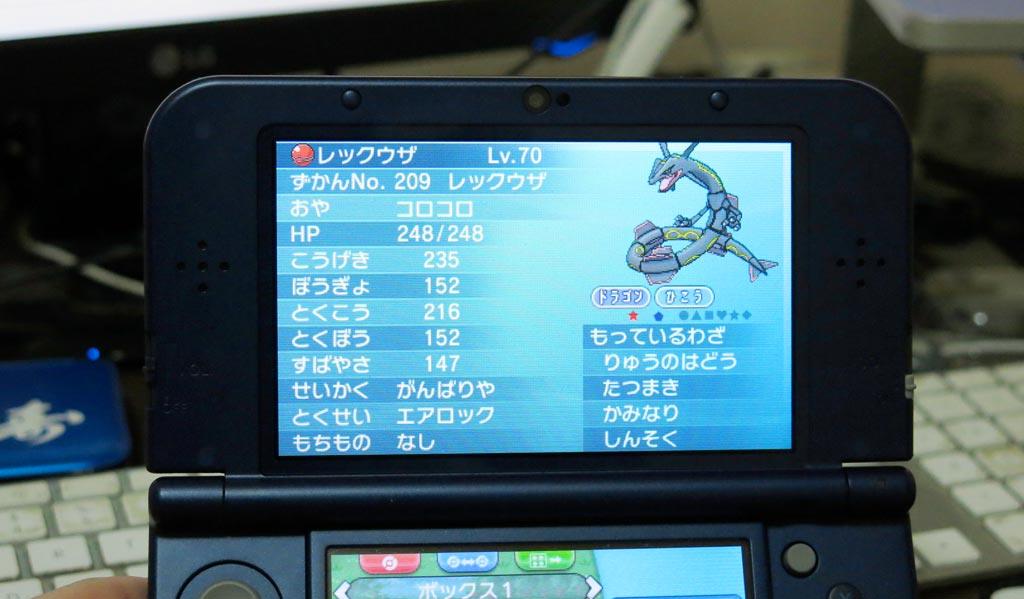 LG
レックウザ Lv.70
ずかんNo. 209 レックウザ
おや コロコロ
HP 248/248
こうげき 235
ぼうぎょ 152
とくこう 216
とくぼう 152
すばやさ 147
せいかく がんばりや
とくせい エアロック
もちもの なし
ドラゴン ひこう
もっているわざ
りゅうのはどう
たつまき
かみなり
しんそく
ボックス1